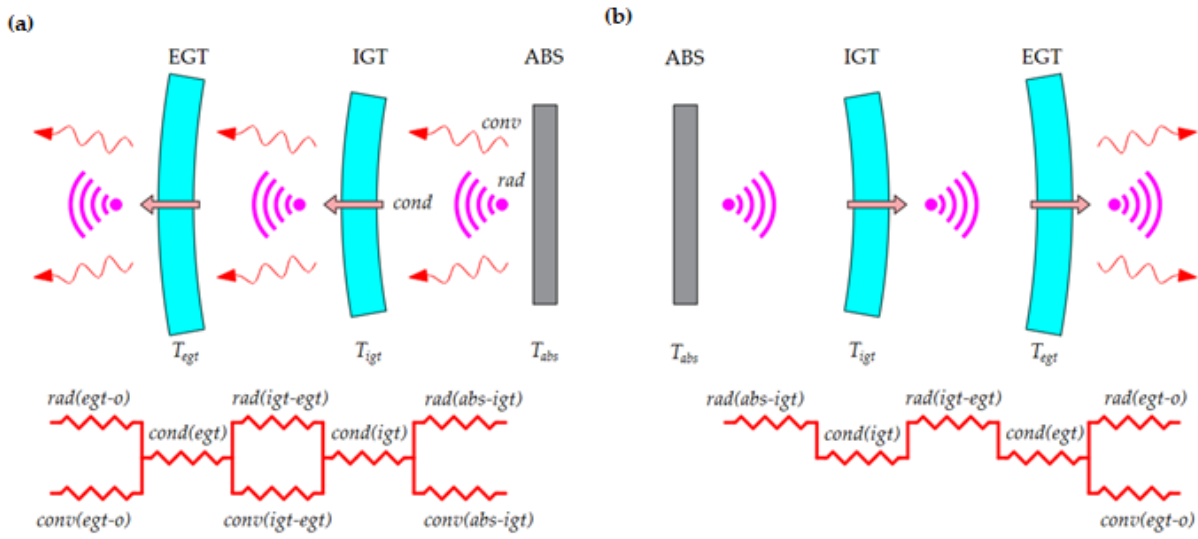 (a)
(b)
EGT IGT ABS
ABS IGT EGT
conv
rad
cond
T_egt T_igt T_abs
T_abs T_igt T_egt
rad(egt-o) rad(igt-egt) rad(abs-igt)
cond(egt) cond(igt)
conv(egt-o) conv(igt-egt) conv(abs-igt)
rad(abs-igt) rad(igt-egt) rad(egt-o)
cond(igt) cond(egt)
conv(egt-o)